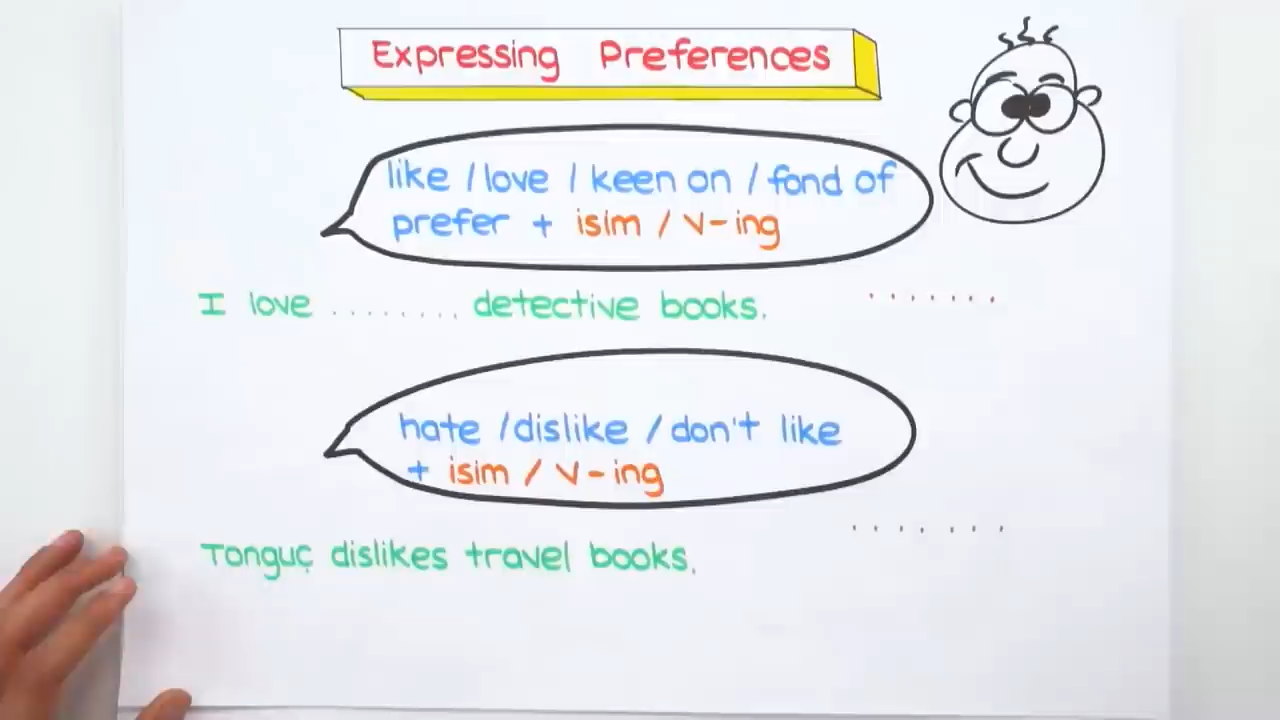 Expressing Preferences
like / love / keen on / fond of
prefer + isim / V-ing
I love ........ detective books.
.......
hate / dislike / don't like
+ isim / V-ing
.......
Tonguç dislikes travel books.